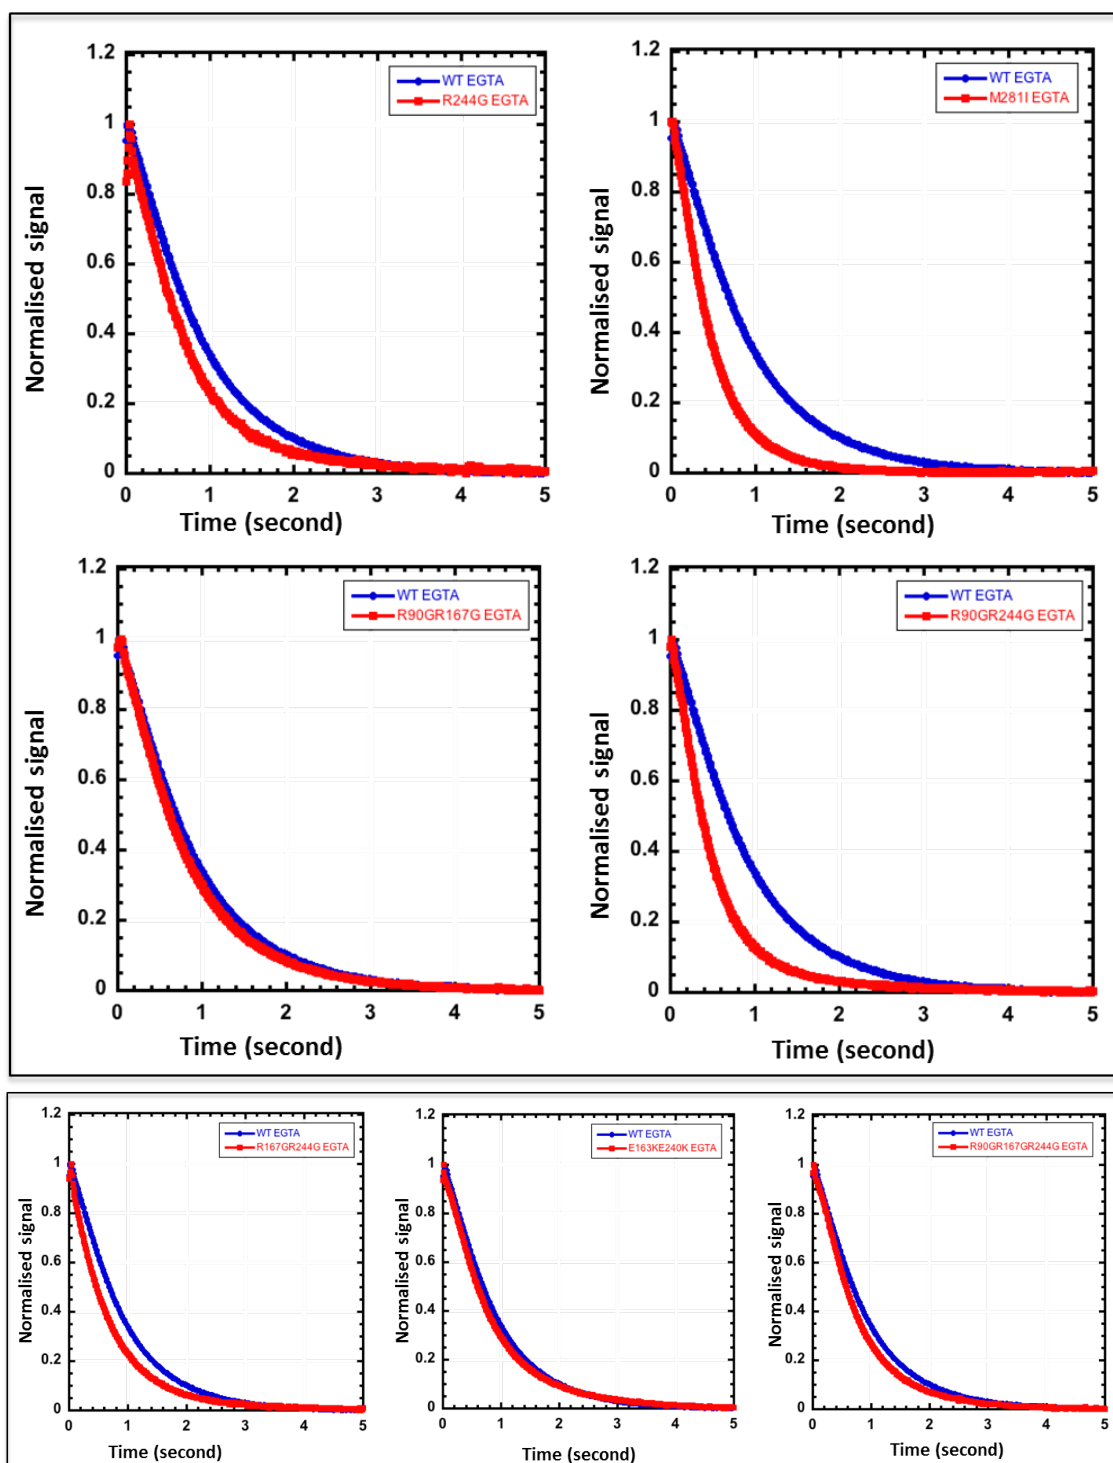 1.2
WT EGTA
R244G EGTA
1
0.8
0.6
0.4
0.2
0
0 1 2 3 4 5
Normalised signal
Time (second)
1.2
WT EGTA
M281I EGTA
1
0.8
0.6
0.4
0.2
0
0 1 2 3 4 5
Normalised signal
Time (second)
1.2
WT EGTA
R90GR167G EGTA
1
0.8
0.6
0.4
0.2
0
0 1 2 3 4 5
Normalised signal
Time (second)
1.2
WT EGTA
R90GR244G EGTA
1
0.8
0.6
0.4
0.2
0
0 1 2 3 4 5
Normalised signal
Time (second)
1.2
WT EGTA
R167GR244G EGTA
1
0.8
0.6
0.4
0.2
0
0 1 2 3 4 5
Normalised signal
Time (second)
1.2
WT EGTA
E163KE240K EGTA
1
0.8
0.6
0.4
0.2
0
0 1 2 3 4 5
Normalised signal
Time (second)
1.2
WT EGTA
R90GR167GR244G EGTA
1
0.8
0.6
0.4
0.2
0
0 1 2 3 4 5
Normalised signal
Time (second)